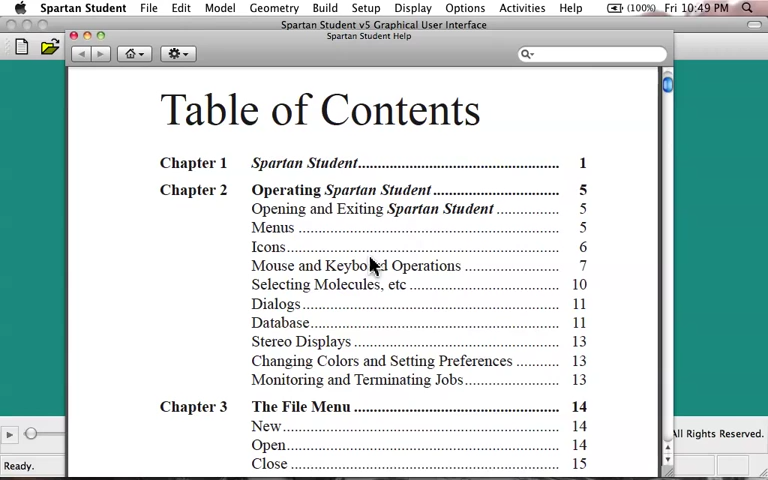 Spartan Student File Edit Model Geometry Build Setup Display Options Activities Help (100%) Fri 10:49 PM
Spartan Student v5 Graphical User Interface
Spartan Student Help
Table of Contents
Chapter 1 Spartan Student 1
Chapter 2 Operating Spartan Student 5
Opening and Exiting Spartan Student 5
Menus 5
Icons 6
Mouse and Keyboard Operations 7
Selecting Molecules, etc 10
Dialogs 11
Database 11
Stereo Displays 13
Changing Colors and Setting Preferences 13
Monitoring and Terminating Jobs 13
Chapter 3 The File Menu 14
New 14
Open 14
Close 15
All Rights Reserved.
Ready.